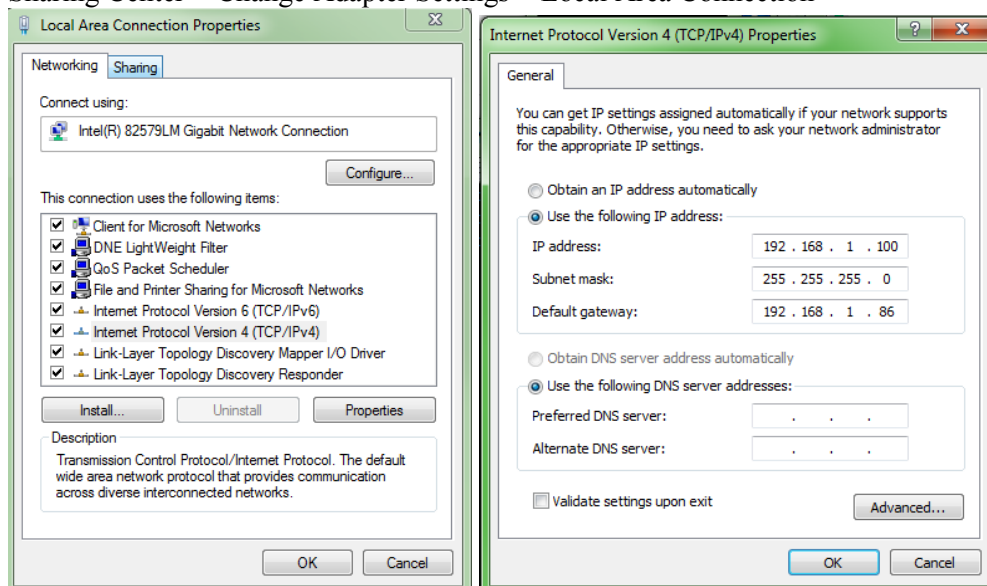 Sharing Center – Change Adapter Settings – Local Area Connection
Local Area Connection Properties
Networking
Sharing
Connect using:
Intel(R) 82579LM Gigabit Network Connection
Configure...
This connection uses the following items:
Client for Microsoft Networks
DNE LightWeight Filter
QoS Packet Scheduler
File and Printer Sharing for Microsoft Networks
Internet Protocol Version 6 (TCP/IPv6)
Internet Protocol Version 4 (TCP/IPv4)
Link-Layer Topology Discovery Mapper I/O Driver
Link-Layer Topology Discovery Responder
Install...
Uninstall
Properties
Description
Transmission Control Protocol/Internet Protocol. The default
wide area network protocol that provides communication
across diverse interconnected networks.
OK
Cancel
Internet Protocol Version 4 (TCP/IPv4) Properties
General
You can get IP settings assigned automatically if your network supports
this capability. Otherwise, you need to ask your network administrator
for the appropriate IP settings.
Obtain an IP address automatically
Use the following IP address:
IP address: 192 . 168 . 1 . 100
Subnet mask: 255 . 255 . 255 . 0
Default gateway: 192 . 168 . 1 . 86
Obtain DNS server address automatically
Use the following DNS server addresses:
Preferred DNS server: . . .
Alternate DNS server: . . .
Validate settings upon exit
Advanced...
OK
Cancel